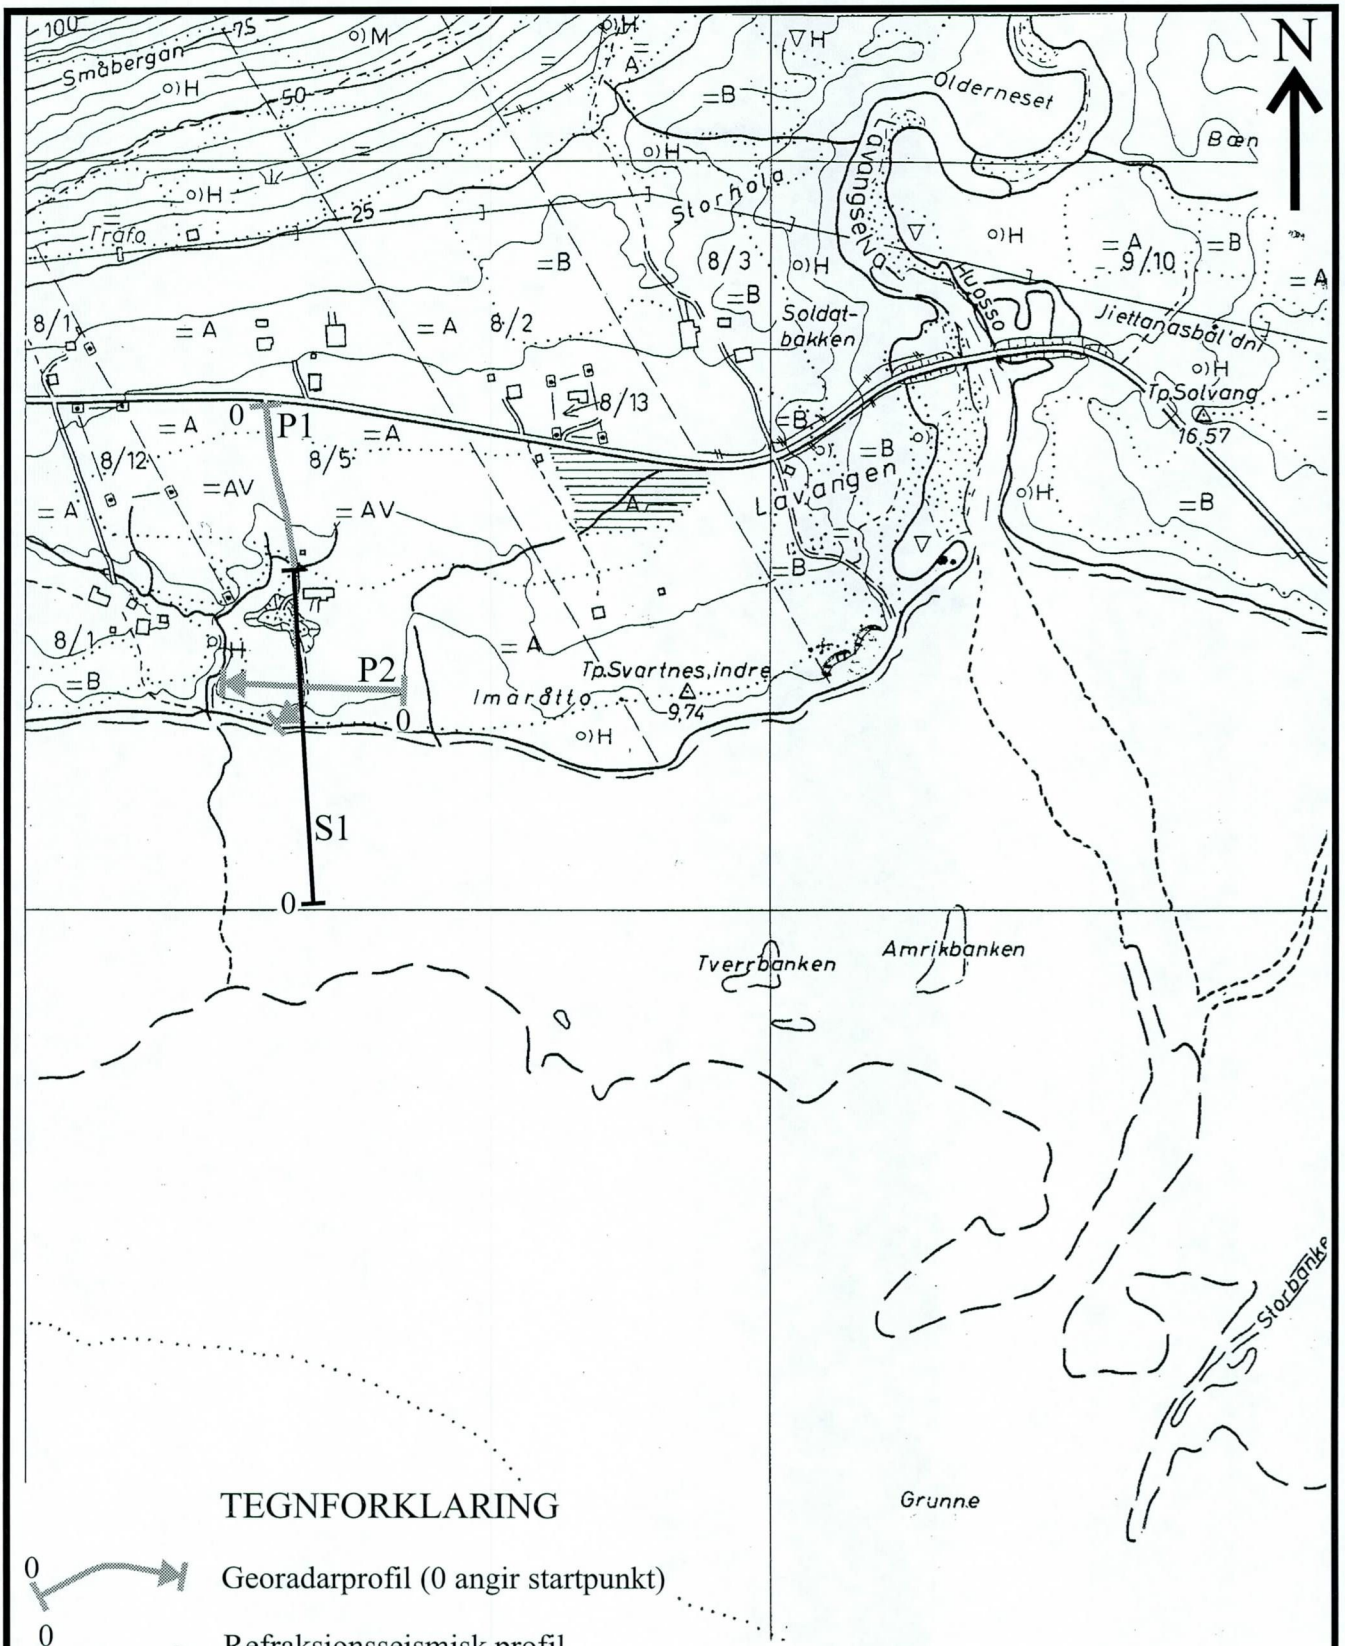 100
75
o)M
o)H
N
Småbergan
o)H
50
=
A
=B
▽H
Olderneset
Bæn
o)H
o)H
Storhola
Lavangselva
25
Trafo
=B
8/3
o)H
=B
▽
o)H
= A
9/10
= B
= A
Huosso
8/1
= A
= A
8/2
Soldat-
bakken
Jiettanasbål'dni
o)H
Tp.Solvang
16,57
0
P1
8/13
= A
= A
=B
=B
8/12
8/5
=AV
= A
= AV
A
Lavangen
o)H
=B
▽
=B
8/1
H
= A
=B
P2
0
Tp.Svartnes,indre
9,74
Imaråtto
o)H
S1
0
Tverrbanken
Amrikbanken
Storbanke
Grunne
TEGNFORKLARING
0
Georadarprofil (0 angir startpunkt)
0
Refraksionsseismisk profil